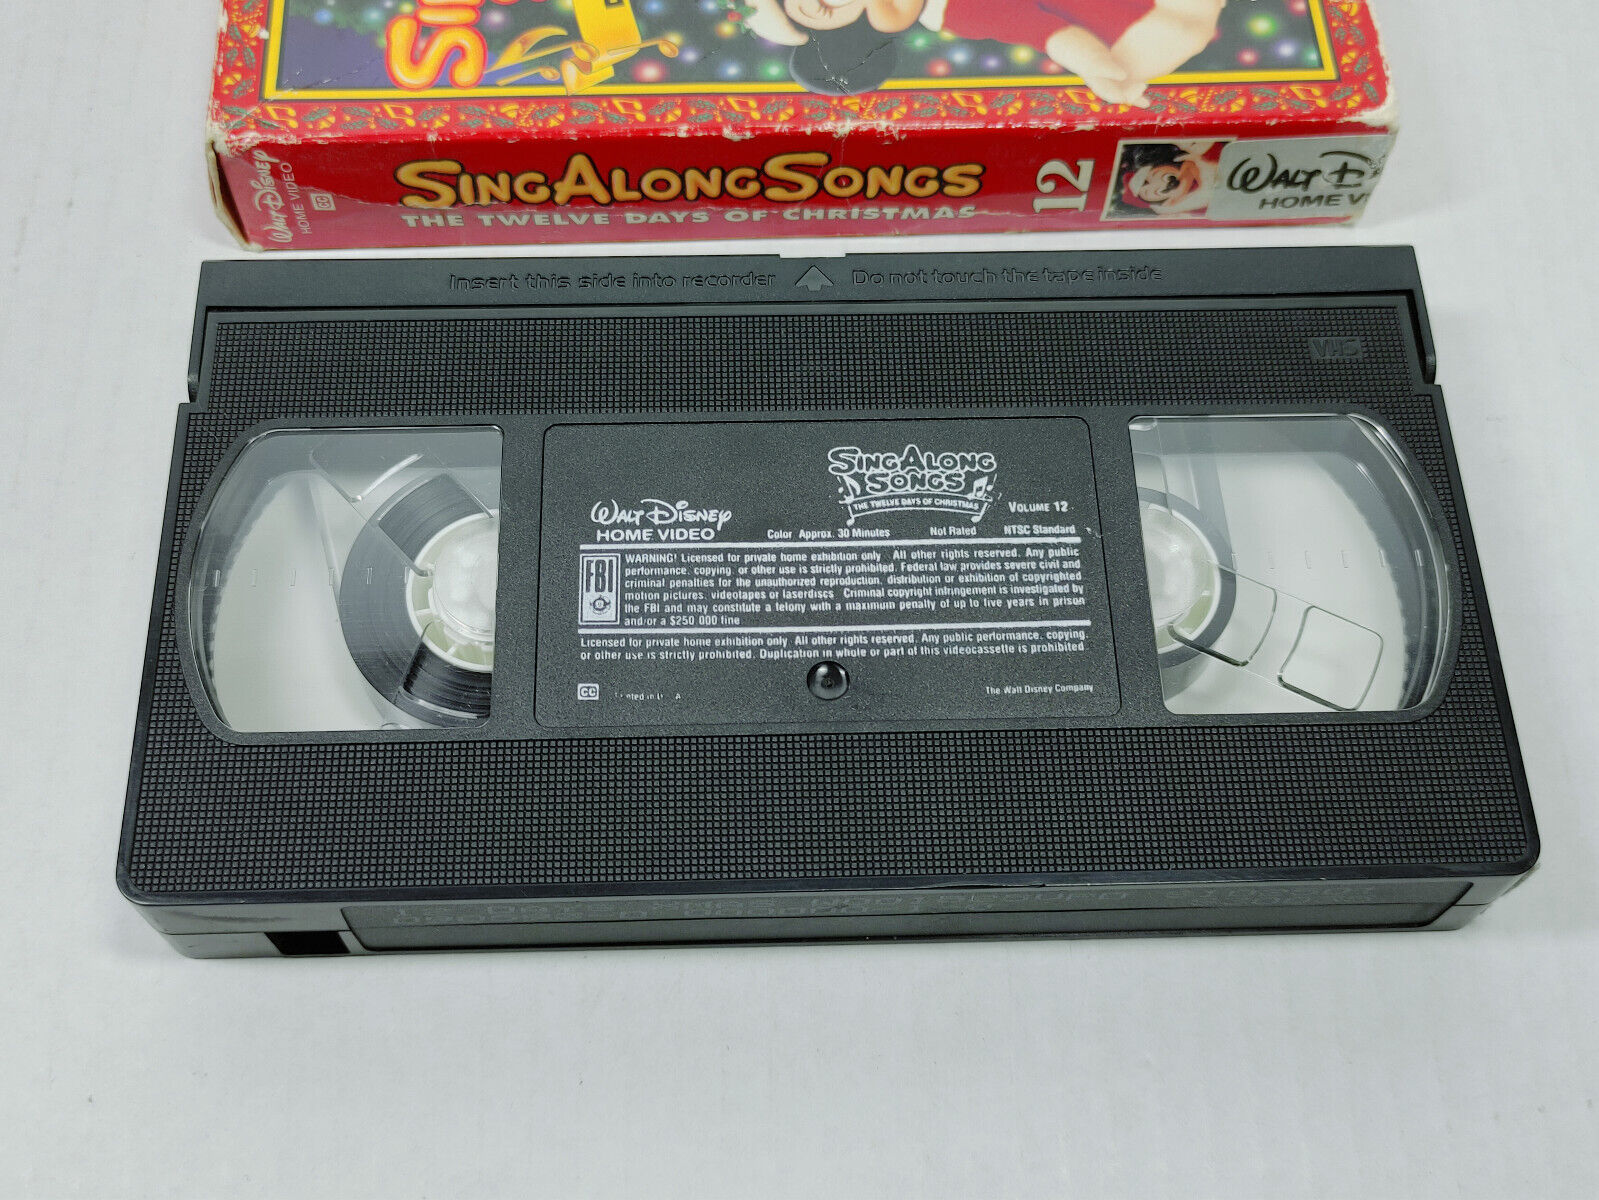 Sin
WALT DISNEY
HOME VIDEO
CC
SING ALONG SONGS
THE TWELVE DAYS OF CHRISTMAS
12
WALT D
HOME V
Insert this side into recorder
Do not touch the tape inside
VHS
SING ALONG
SONGS
THE TWELVE DAYS OF CHRISTMAS
VOLUME 12
WALT DISNEY
HOME VIDEO
Color Approx. 30 Minutes Not Rated NTSC Standard
FBI
WARNING! Licensed for private home exhibition only. All other rights reserved. Any public
performance, copying, or other use is strictly prohibited. Federal law provides severe civil and
criminal penalties for the unauthorized reproduction, distribution or exhibition of copyrighted
motion pictures, videotapes or laserdiscs. Criminal copyright infringement is investigated by
the FBI and may constitute a felony with a maximum penalty of up to five years in prison
and/or a $250 000 fine
Licensed for private home exhibition only. All other rights reserved. Any public performance, copying,
or other use is strictly prohibited. Duplication in whole or part of this videocassette is prohibited.
CC
The Walt Disney Company